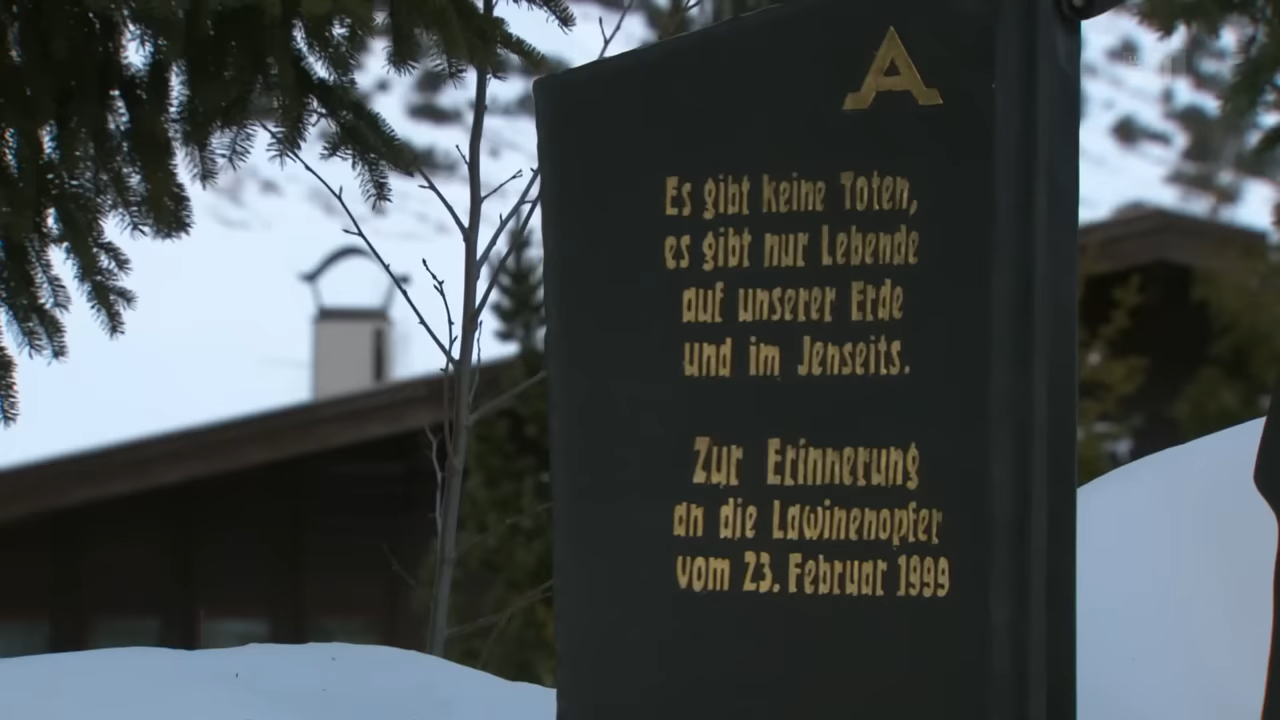 A
Es gibt keine Toten,
es gibt nur Lebende
auf unserer Erde
und im Jenseits.
Zur Erinnerung
an die Lawinenopfer
vom 23. Februar 1999